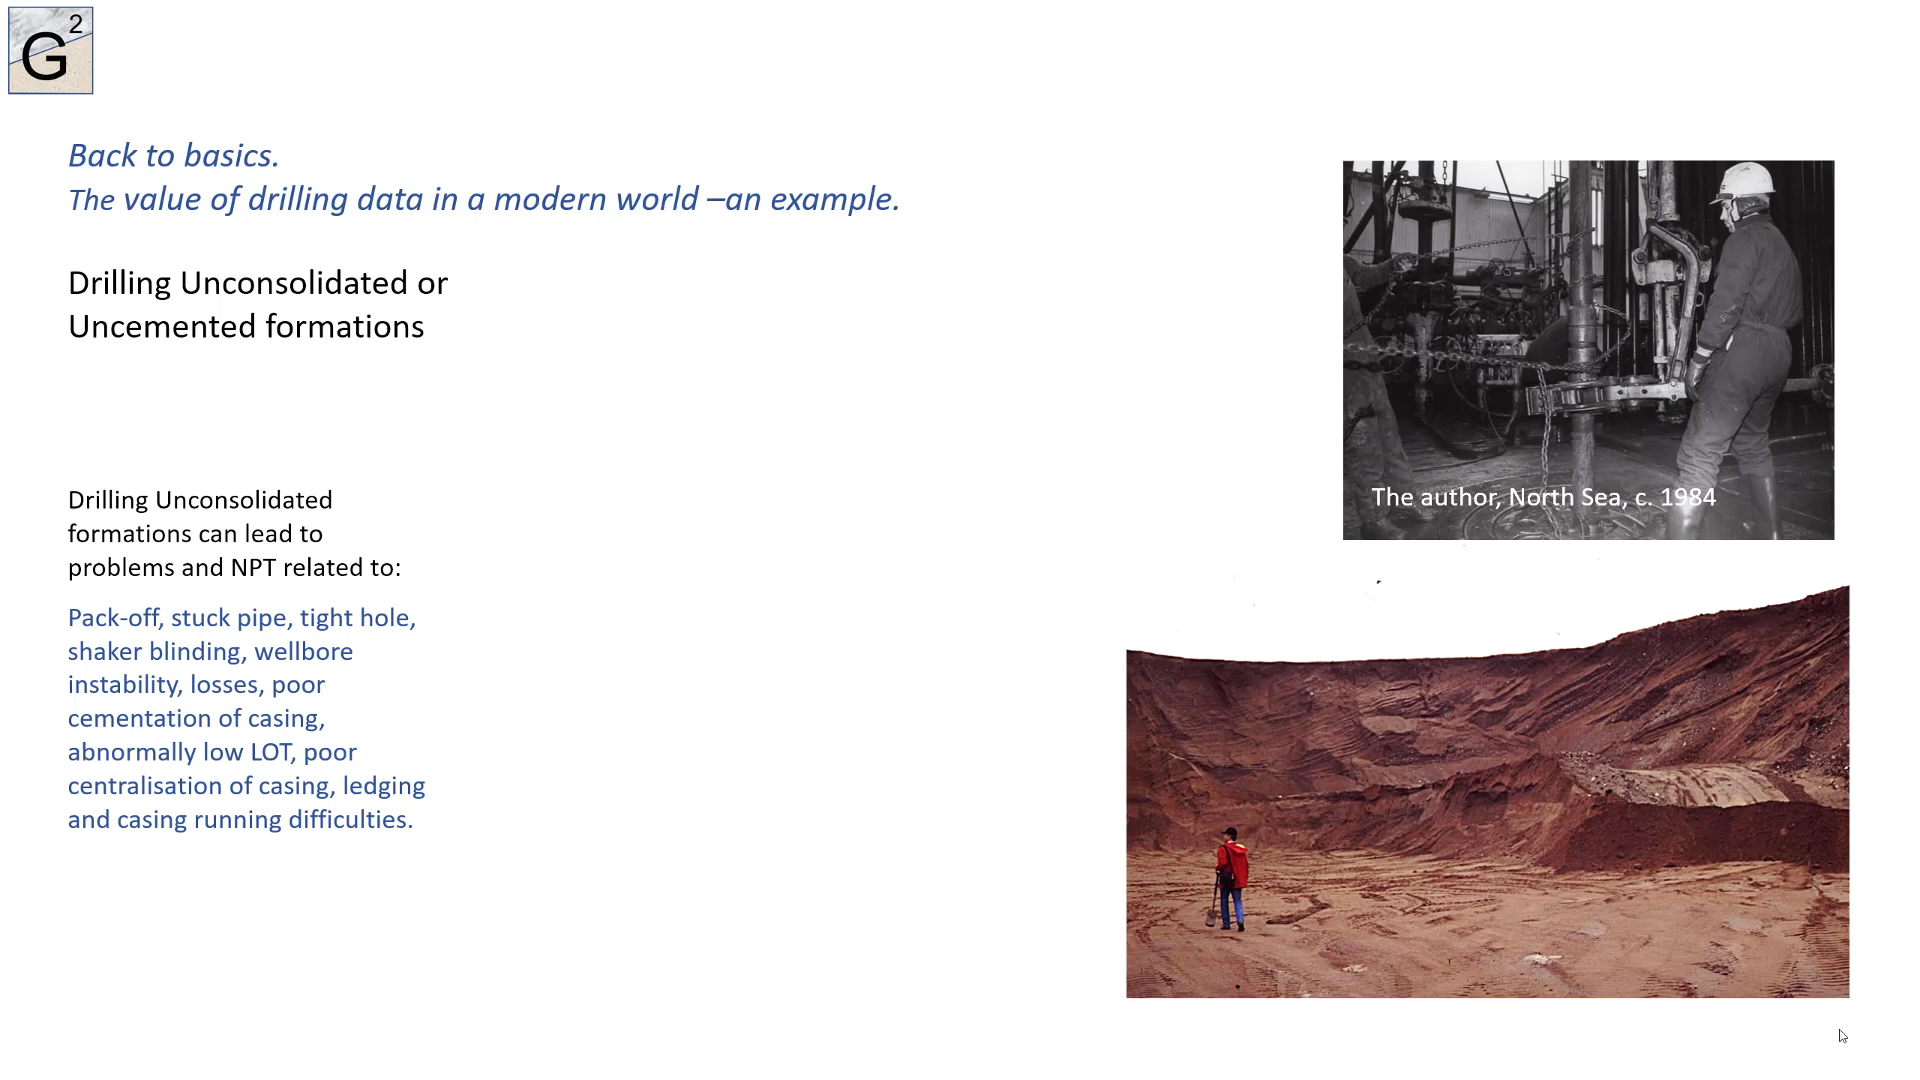 G2
Back to basics.
The value of drilling data in a modern world –an example.
Drilling Unconsolidated or
Uncemented formations
Drilling Unconsolidated
formations can lead to
problems and NPT related to:
Pack-off, stuck pipe, tight hole,
shaker blinding, wellbore
instability, losses, poor
cementation of casing,
abnormally low LOT, poor
centralisation of casing, ledging
and casing running difficulties.
The author, North Sea, c. 1984